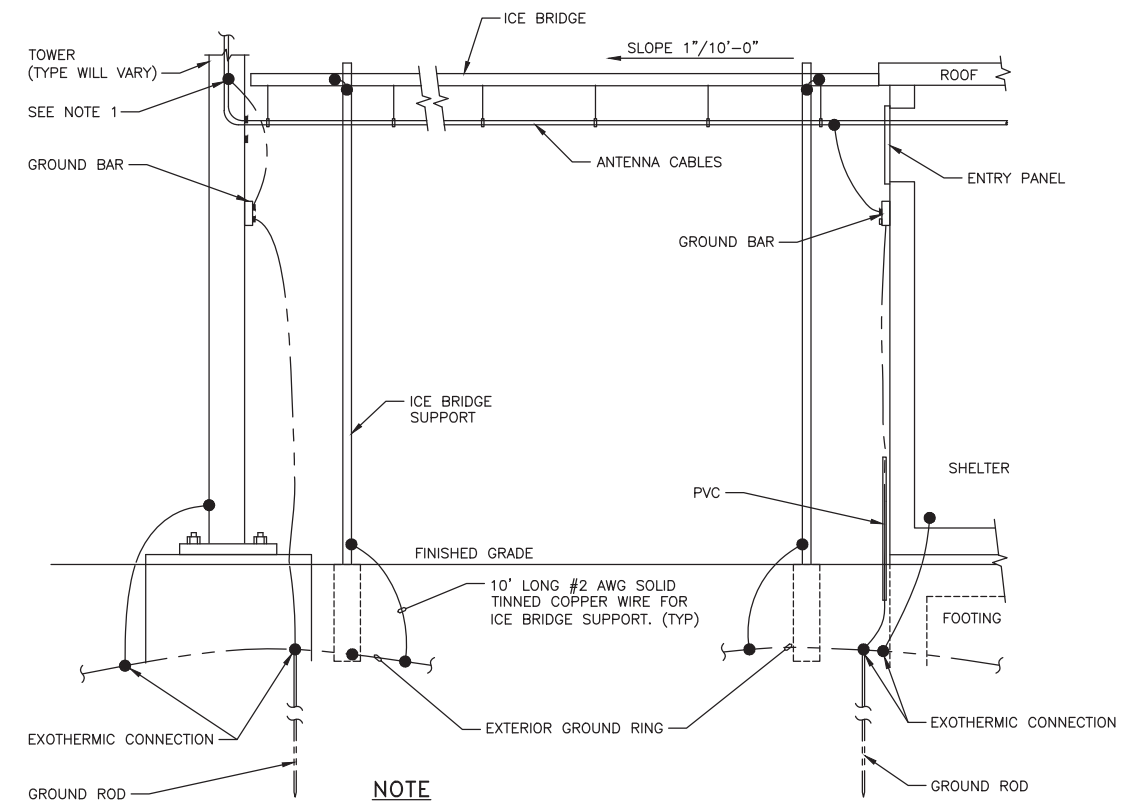 ICE BRIDGE
SLOPE 1"/10'-0"
TOWER
(TYPE WILL VARY)
ROOF
SEE NOTE 1
ANTENNA CABLES
GROUND BAR
ENTRY PANEL
GROUND BAR
ICE BRIDGE
SUPPORT
SHELTER
PVC
FINISHED GRADE
10' LONG #2 AWG SOLID
TINNED COPPER WIRE FOR
ICE BRIDGE SUPPORT. (TYP)
FOOTING
EXTERIOR GROUND RING
EXOTHERMIC CONNECTION
EXOTHERMIC CONNECTION
GROUND ROD
GROUND ROD
NOTE